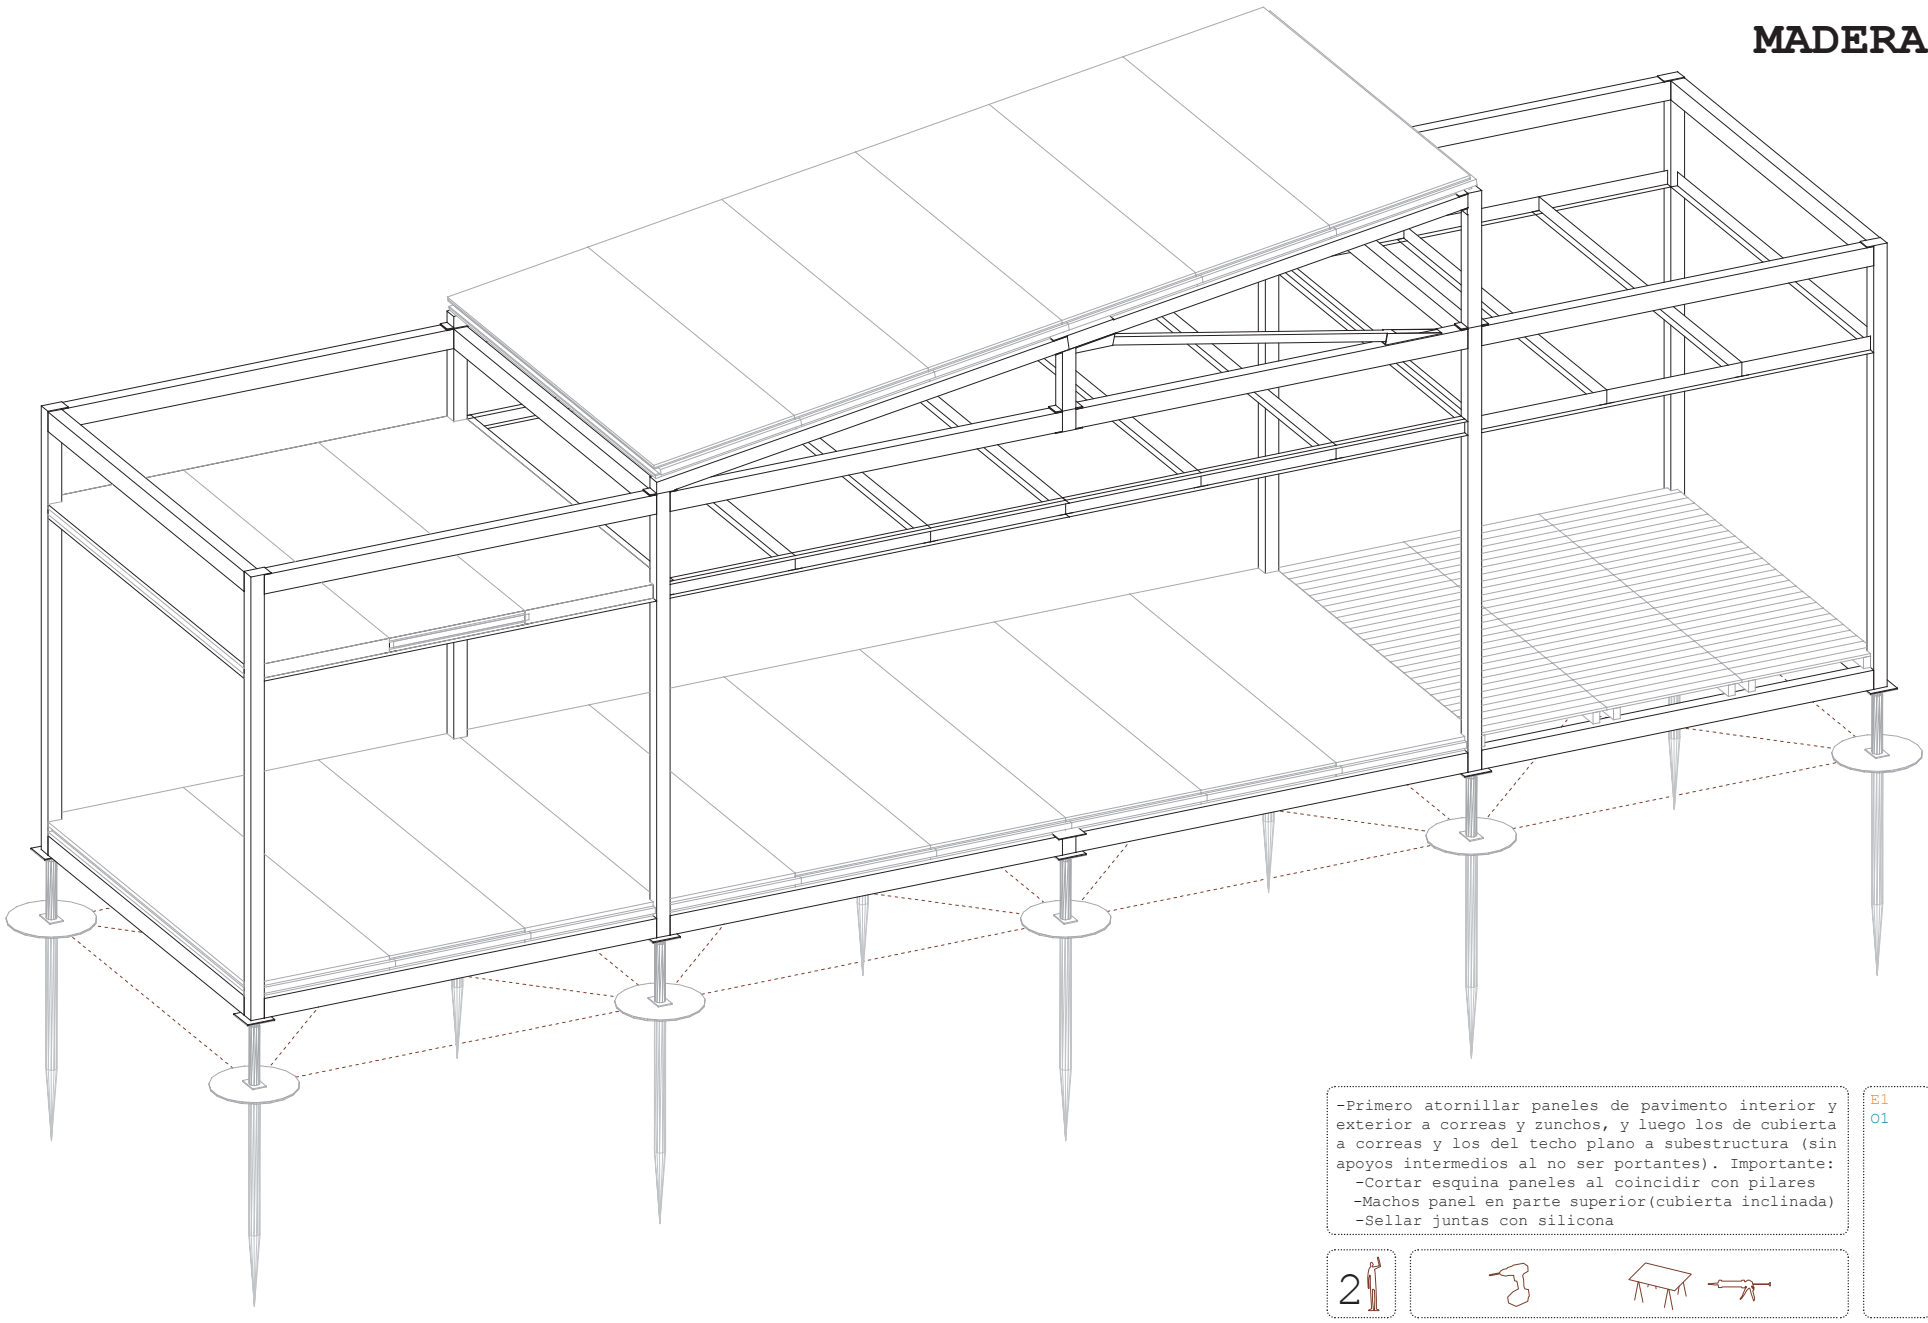 MADERA
-Primero atornillar paneles de pavimento interior y
exterior a correas y zunchos, y luego los de cubierta
a correas y los del techo plano a subestructura (sin
apoyos intermedios al no ser portantes). Importante:
-Cortar esquina paneles al coincidir con pilares
-Machos panel en parte superior(cubierta inclinada)
-Sellar juntas con silicona
E1
O1
2